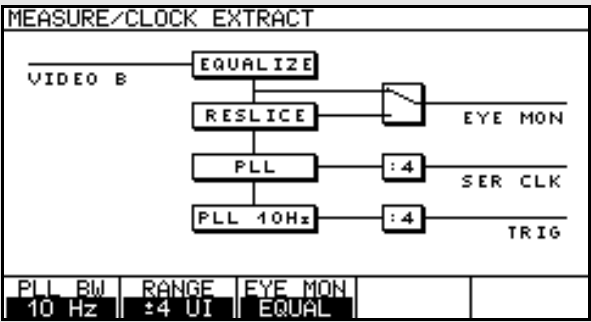 MEASURE/CLOCK EXTRACT
EQUALIZE
VIDEO B
RESLICE
EYE MON
PLL
:4
SER CLK
PLL 10Hz
:4
TRIG
PLL BW
10 Hz
RANGE
±4 UI
EYE MON
EQUAL